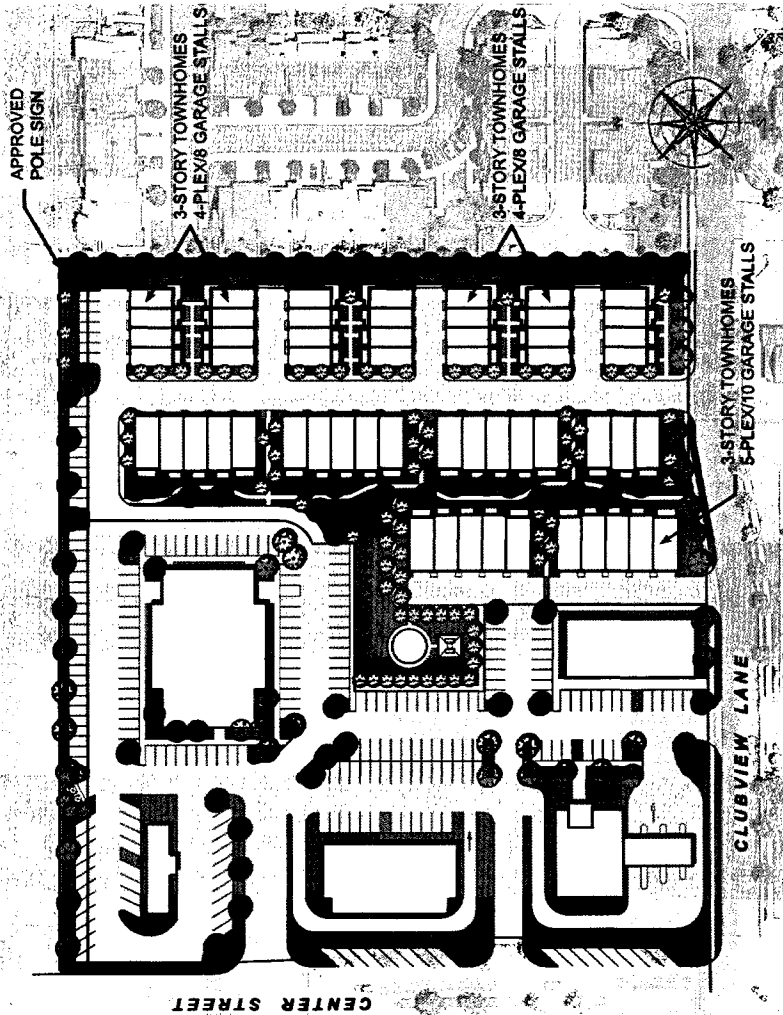 APPROVED
POLE SIGN
3-STORY TOWNHOMES
4-PLEX/8 GARAGE STALLS
3-STORY TOWNHOMES
4-PLEX/8 GARAGE STALLS
3-STORY TOWNHOMES
5-PLEX/10 GARAGE STALLS
CLUBVIEW LANE
CENTER STREET